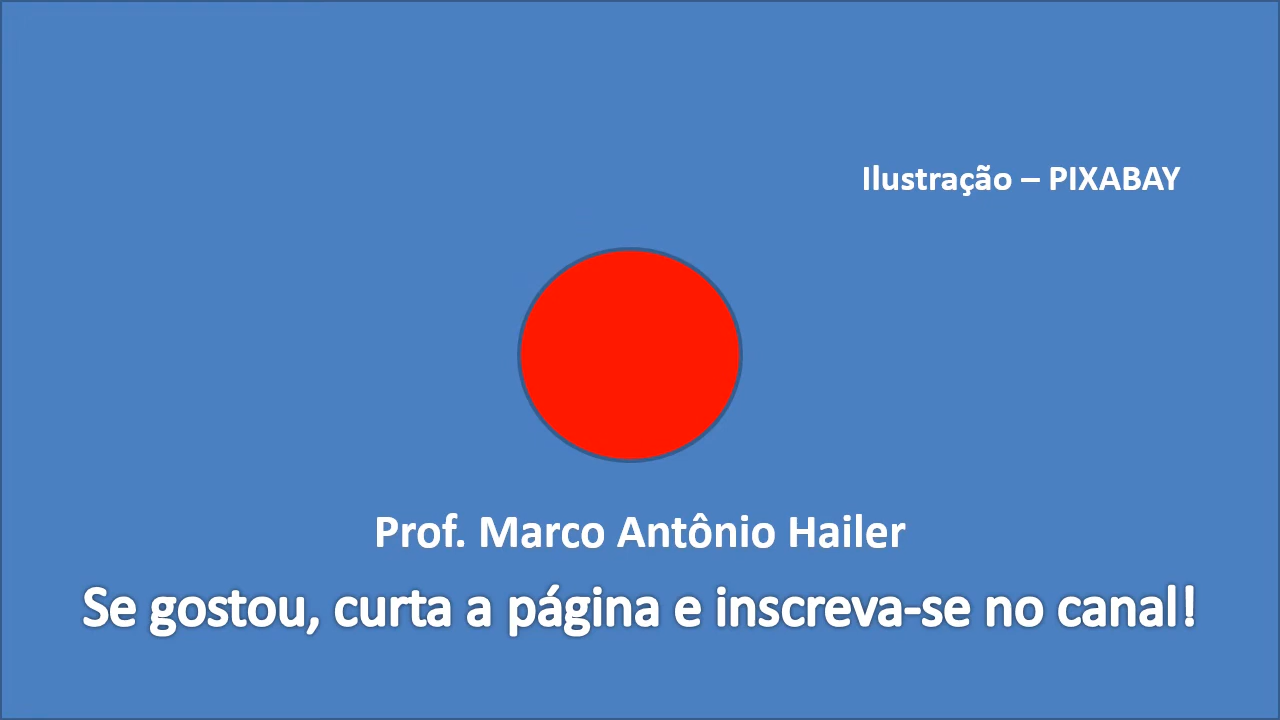 Ilustração – PIXABAY
Prof. Marco Antônio Hailer
Se gostou, curta a página e inscreva-se no canal!